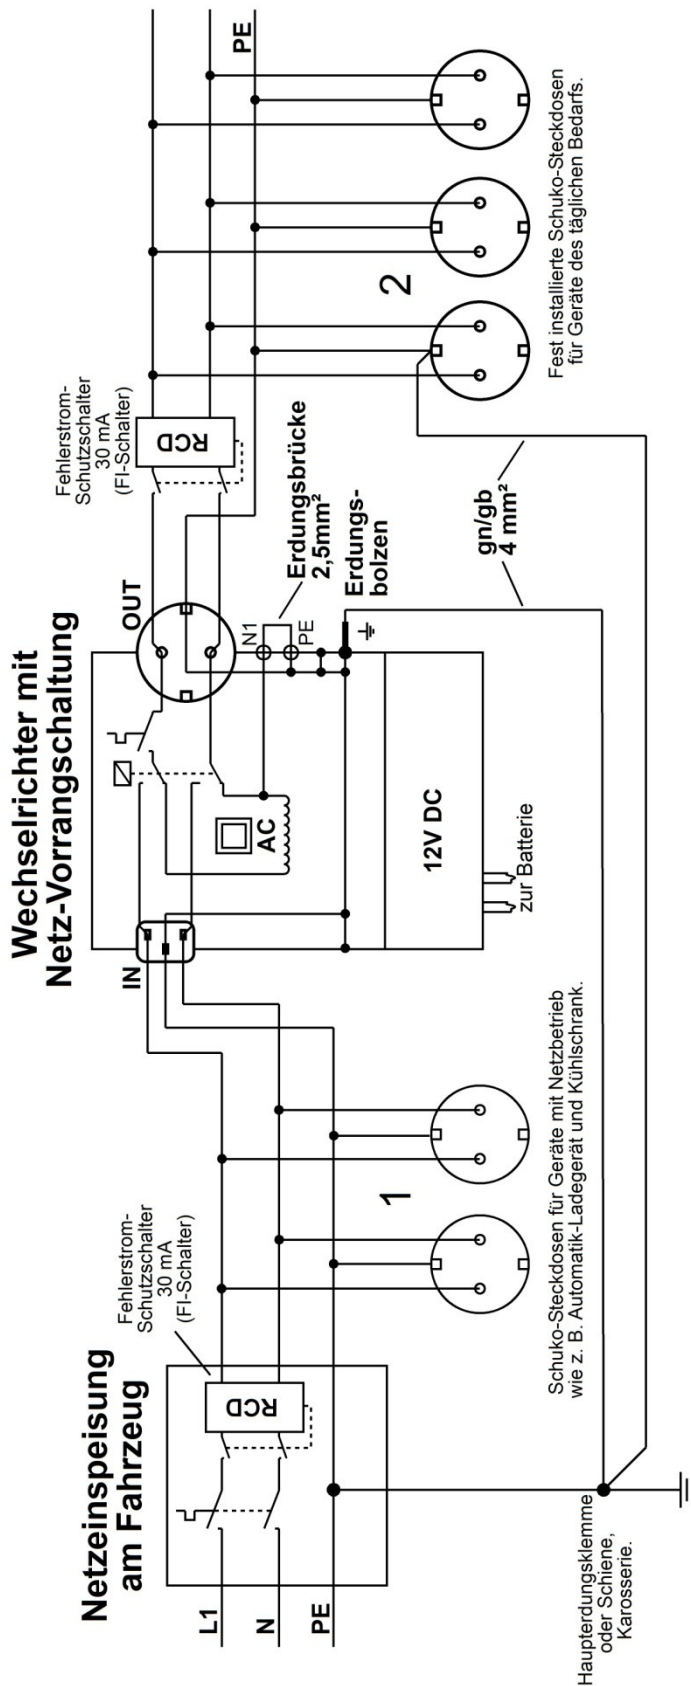 Netzeinspeisung
am Fahrzeug
Fehlerstrom-
Schutzschalter
30 mA
(FI-Schalter)
L1
N
PE
RCD
1
Schuko-Steckdosen für Geräte mit Netzbetrieb
wie z. B. Automatik-Ladegerät und Kühlschrank.
Haupterdungsklemme
oder Schiene,
Karosserie.
Wechselrichter mit
Netz-Vorrangschaltung
IN
OUT
AC
12V DC
zur Batterie
N1
PE
Erdungsbrücke
2,5mm²
Erdungs-
bolzen
Fehlerstrom-
Schutzschalter
30 mA
(FI-Schalter)
RCD
gn/gb
4 mm²
2
PE
Fest installierte Schuko-Steckdosen
für Geräte des täglichen Bedarfs.